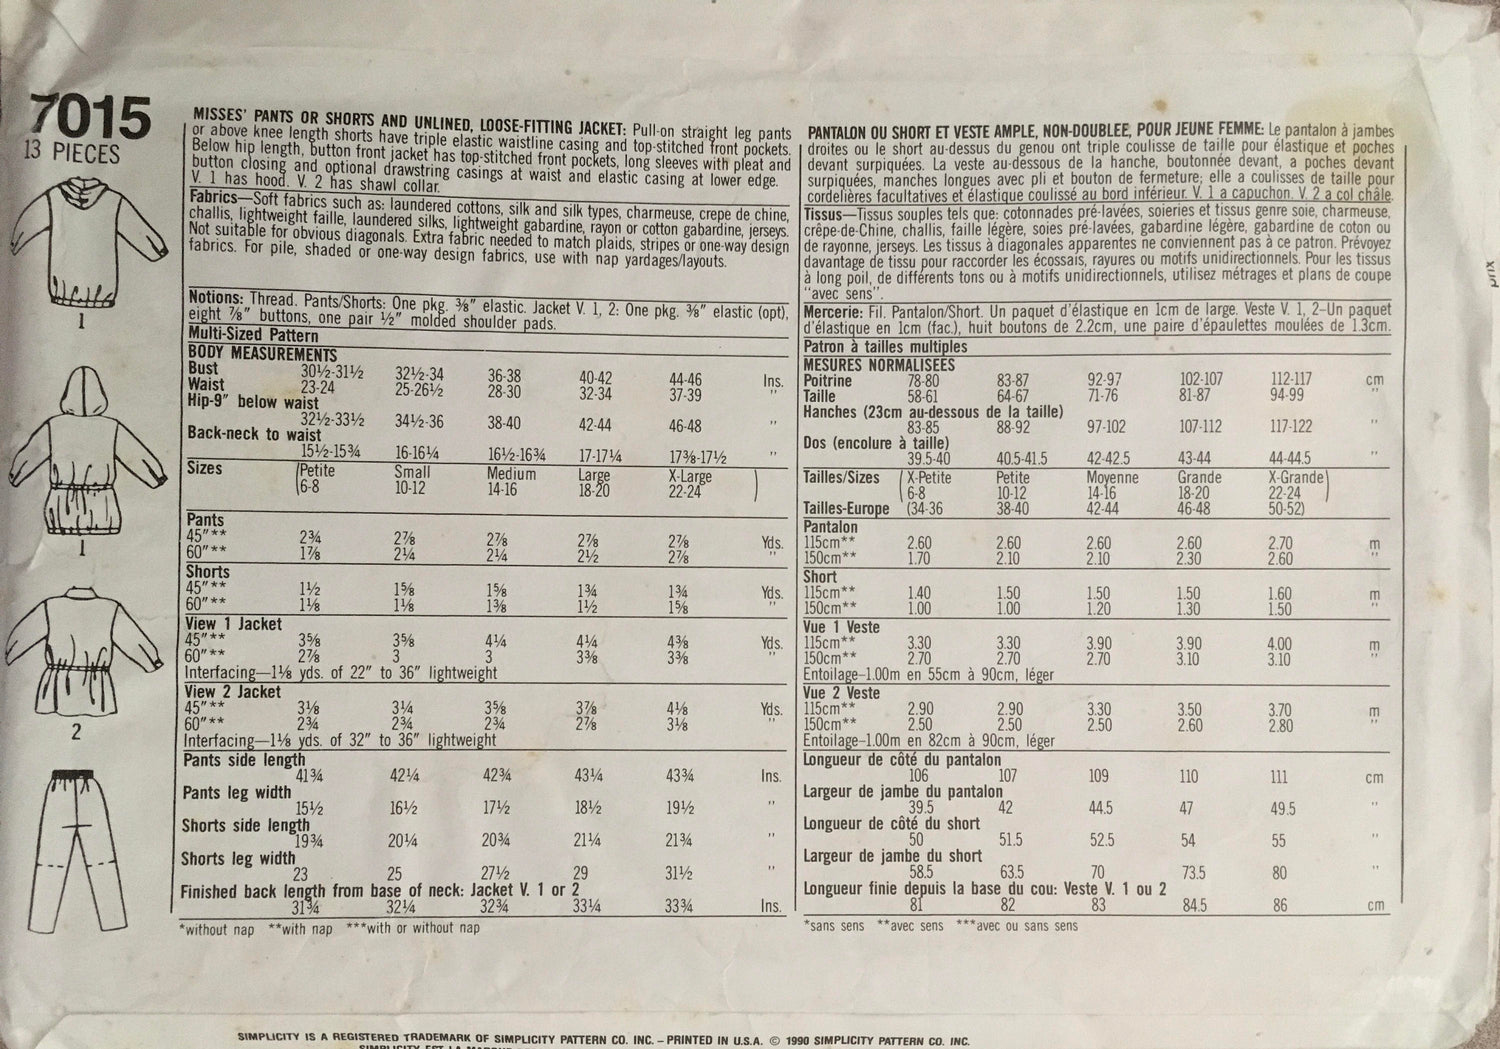 7015
13 PIECES
1
1
2
MISSES' PANTS OR SHORTS AND UNLINED, LOOSE-FITTING JACKET: Pull-on straight leg pants
or above knee length shorts have triple elastic waistline casing and top-stitched front pockets.
Below hip length, button front jacket has top-stitched front pockets, long sleeves with pleat and
button closing and optional drawstring casings at waist and elastic casing at lower edge.
V. 1 has hood. V. 2 has shawl collar.
Fabrics—Soft fabrics such as: laundered cottons, silk and silk types, charmeuse, crepe de chine,
challis, lightweight faille, laundered silks, lightweight gabardine, rayon or cotton gabardine, jerseys.
Not suitable for obvious diagonals. Extra fabric needed to match plaids, stripes or one-way design
fabrics. For pile, shaded or one-way design fabrics, use with nap yardages/layouts.
Notions: Thread. Pants/Shorts: One pkg. ⅜" elastic. Jacket V. 1, 2: One pkg. ⅜" elastic (opt),
eight ⅞" buttons, one pair ½" molded shoulder pads.
Multi-Sized Pattern
BODY MEASUREMENTS
Bust 30½-31½ 32½-34 36-38 40-42 44-46 Ins.
Waist 23-24 25-26½ 28-30 32-34 37-39 "
Hip-9" below waist
32½-33½ 34½-36 38-40 42-44 46-48 "
Back-neck to waist
15½-15¾ 16-16¼ 16½-16¾ 17-17¼ 17⅜-17½ "
Sizes (Petite Small Medium Large X-Large )
6-8 10-12 14-16 18-20 22-24
Pants
45"** 2¾ 2⅞ 2⅞ 2⅞ 2⅞ Yds.
60"** 1⅞ 2¼ 2¼ 2½ 2⅞ "
Shorts
45"** 1½ 1⅝ 1⅝ 1¾ 1¾ Yds.
60"** 1⅛ 1⅛ 1⅜ 1½ 1⅝ "
View 1 Jacket
45"** 3⅝ 3⅝ 4¼ 4¼ 4⅜ Yds.
60"** 2⅞ 3 3 3⅜ 3⅜ "
Interfacing—1⅛ yds. of 22" to 36" lightweight
View 2 Jacket
45"** 3⅛ 3¼ 3⅝ 3⅞ 4⅛ Yds.
60"** 2¾ 2¾ 2¾ 2⅞ 3⅛ "
Interfacing—1⅛ yds. of 32" to 36" lightweight
Pants side length
41¾ 42¼ 42¾ 43¼ 43¾ Ins.
Pants leg width
15½ 16½ 17½ 18½ 19½ "
Shorts side length
19¾ 20¼ 20¾ 21¼ 21¾ "
Shorts leg width
23 25 27½ 29 31½ "
Finished back length from base of neck: Jacket V. 1 or 2
31¾ 32¼ 32¾ 33¼ 33¾ Ins.
*without nap **with nap ***with or without nap
PANTALON OU SHORT ET VESTE AMPLE, NON-DOUBLEE, POUR JEUNE FEMME: Le pantalon à jambes
droites ou le short au-dessus du genou ont triple coulisse de taille pour élastique et poches
devant surpiquées. La veste au-dessous de la hanche, boutonnée devant, a poches devant
surpiquées, manches longues avec pli et bouton de fermeture; elle a coulisses de taille pour
cordelières facultatives et élastique coulissé au bord inférieur. V. 1 a capuchon. V. 2 a col châle.
Tissus—Tissus souples tels que: cotonnades pré-lavées, soieries et tissus genre soie, charmeuse,
crêpe-de-Chine, challis, faille légère, soies pré-lavées, gabardine légère, gabardine de coton ou
de rayonne, jerseys. Les tissus à diagonales apparentes ne conviennent pas à ce patron. Prévoyez
davantage de tissu pour raccorder les écossais, rayures ou motifs unidirectionnels. Pour les tissus
à long poil, de différents tons ou à motifs unidirectionnels, utilisez métrages et plans de coupe
"avec sens".
Mercerie: Fil. Pantalon/Short. Un paquet d'élastique en 1cm de large. Veste V. 1, 2–Un paquet
d'élastique en 1cm (fac.), huit boutons de 2.2cm, une paire d'épaulettes moulées de 1.3cm.
Patron à tailles multiples
MESURES NORMALISEES
Poitrine 78-80 83-87 92-97 102-107 112-117 cm
Taille 58-61 64-67 71-76 81-87 94-99 "
Hanches (23cm au-dessous de la taille)
83-85 88-92 97-102 107-112 117-122 "
Dos (encolure à taille)
39.5-40 40.5-41.5 42-42.5 43-44 44-44.5 "
Tailles/Sizes (X-Petite Petite Moyenne Grande X-Grande)
6-8 10-12 14-16 18-20 22-24
Tailles-Europe (34-36 38-40 42-44 46-48 50-52)
Pantalon
115cm** 2.60 2.60 2.60 2.60 2.70 m
150cm** 1.70 2.10 2.10 2.30 2.60 "
Short
115cm** 1.40 1.50 1.50 1.50 1.60 m
150cm** 1.00 1.00 1.20 1.30 1.50 "
Vue 1 Veste
115cm** 3.30 3.30 3.90 3.90 4.00 m
150cm** 2.70 2.70 2.70 3.10 3.10 "
Entoilage–1.00m en 55cm à 90cm, léger
Vue 2 Veste
115cm** 2.90 2.90 3.30 3.50 3.70 m
150cm** 2.50 2.50 2.50 2.60 2.80 "
Entoilage–1.00m en 82cm à 90cm, léger
Longueur de côté du pantalon
106 107 109 110 111 cm
Largeur de jambe du pantalon
39.5 42 44.5 47 49.5 "
Longueur de côté du short
50 51.5 52.5 54 55 "
Largeur de jambe du short
58.5 63.5 70 73.5 80 "
Longueur finie depuis la base du cou: Veste V. 1 ou 2
81 82 83 84.5 86 cm
*sans sens **avec sens ***avec ou sans sens
prix
SIMPLICITY IS A REGISTERED TRADEMARK OF SIMPLICITY PATTERN CO. INC. – PRINTED IN U.S.A. © 1990 SIMPLICITY PATTERN CO. INC.